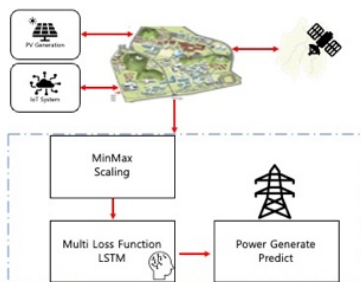 PV Generation
IoT System
MinMax
Scaling
Multi Loss Function
LSTM
Power Generate
Predict